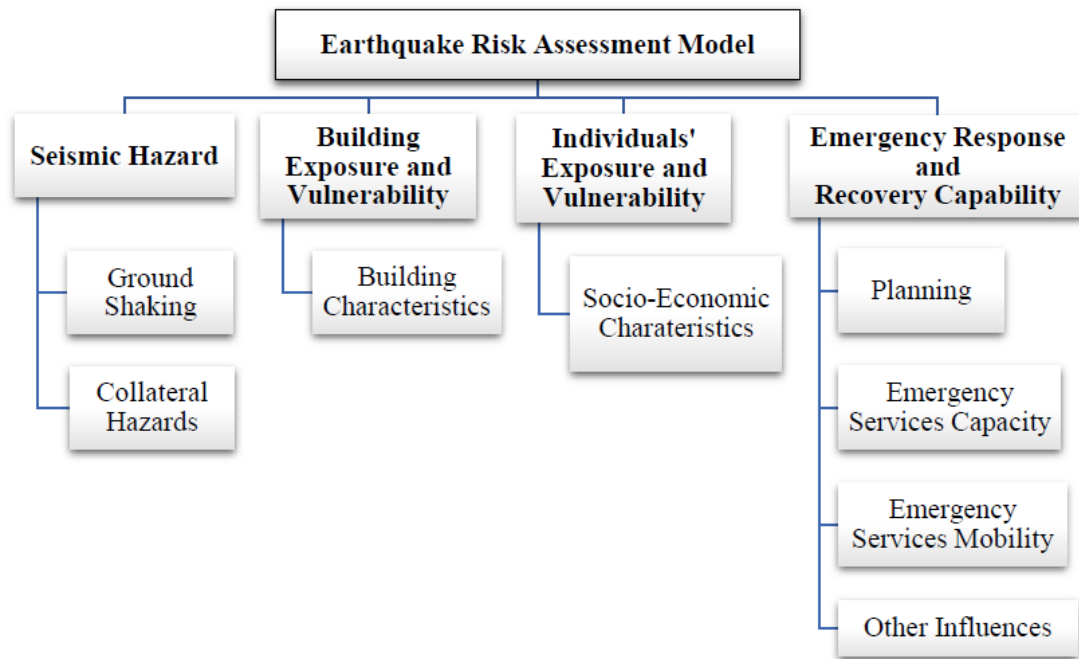 Earthquake Risk Assessment Model
Seismic Hazard
Ground
Shaking
Collateral
Hazards
Building
Exposure and
Vulnerability
Building
Characteristics
Individuals'
Exposure and
Vulnerability
Socio-Economic
Charateristics
Emergency Response
and
Recovery Capability
Planning
Emergency
Services Capacity
Emergency
Services Mobility
Other Influences